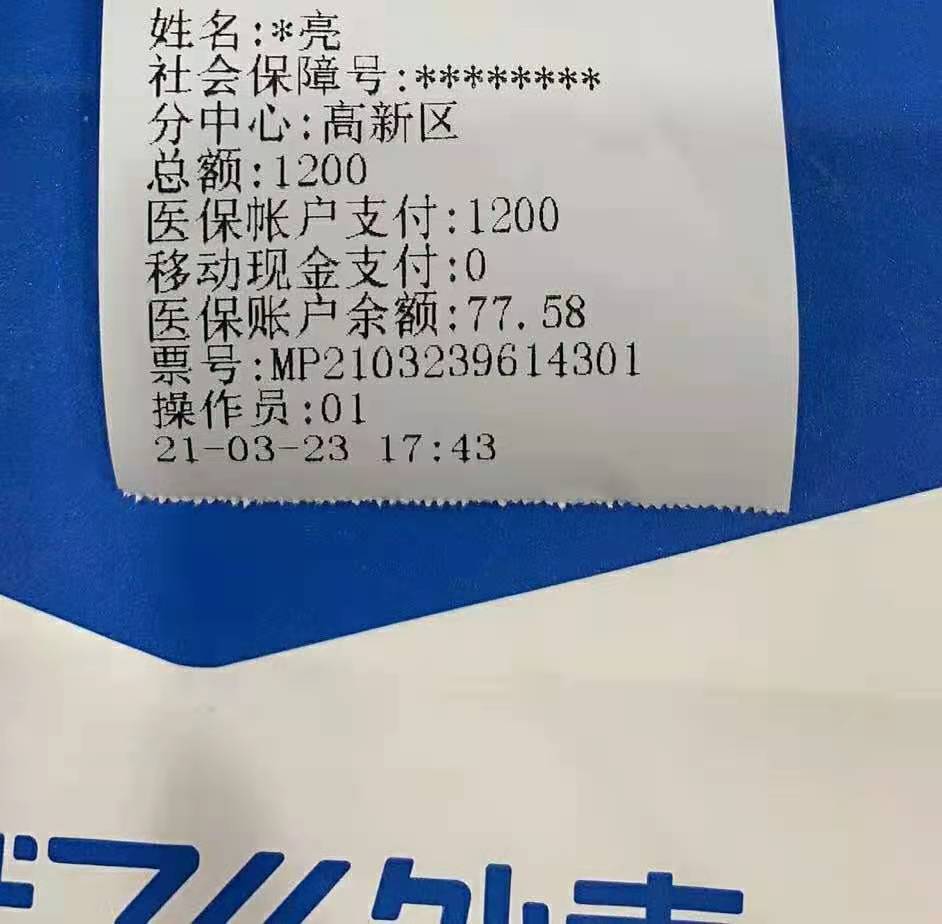 姓名:*亮
社会保障号:********
分中心:高新区
总额:1200
医保帐户支付:1200
移动现金支付:0
医保账户余额:77.58
票号:MP2103239614301
操作员:01
21-03-23 17:43